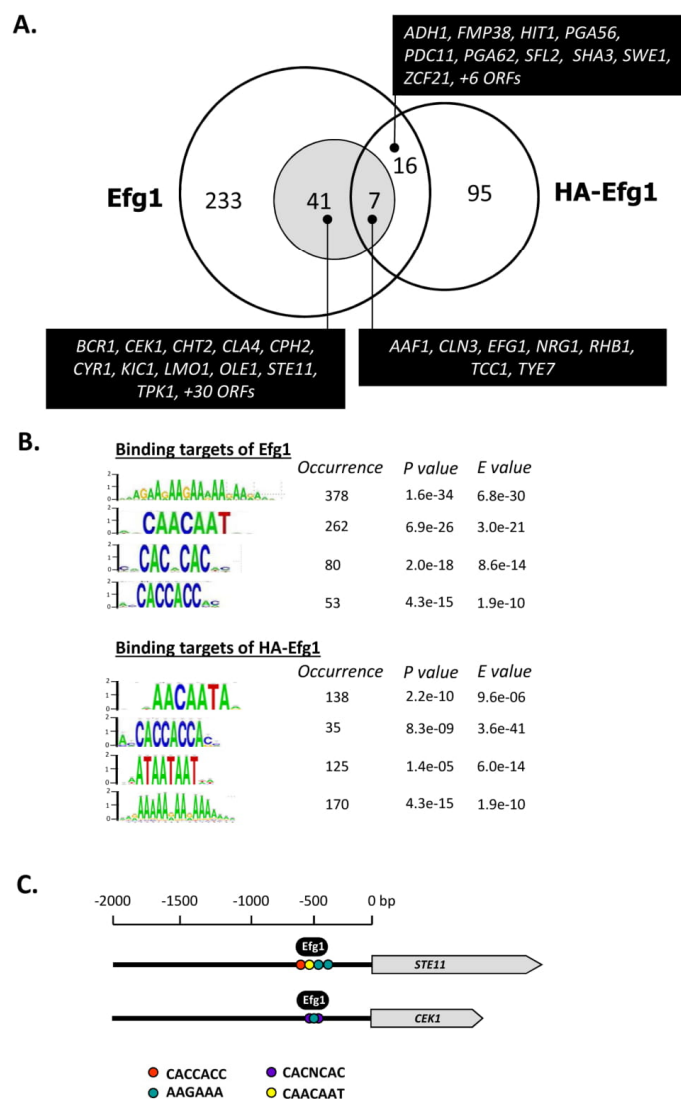 A.
ADH1, FMP38, HIT1, PGA56,
PDC11, PGA62, SFL2, SHA3, SWE1,
ZCF21, +6 ORFs
Efg1
233
41
7
16
95
HA-Efg1
BCR1, CEK1, CHT2, CLA4, CPH2,
CYR1, KIC1, LMO1, OLE1, STE11,
TPK1, +30 ORFs
AAF1, CLN3, EFG1, NRG1, RHB1,
TCC1, TYE7
B.
Binding targets of Efg1
Occurrence P value E value
378 1.6e-34 6.8e-30
CAACAAT 262 6.9e-26 3.0e-21
CAC CAC 80 2.0e-18 8.6e-14
CACCACC 53 4.3e-15 1.9e-10
Binding targets of HA-Efg1
Occurrence P value E value
AACAATA 138 2.2e-10 9.6e-06
CACCACCA 35 8.3e-09 3.6e-41
ATAATAAT 125 1.4e-05 6.0e-14
170 4.3e-15 1.9e-10
C.
-2000 -1500 -1000 -500 0 bp
Efg1
STE11
Efg1
CEK1
CACCACC CACNCAC
AAGAAA CAACAAT